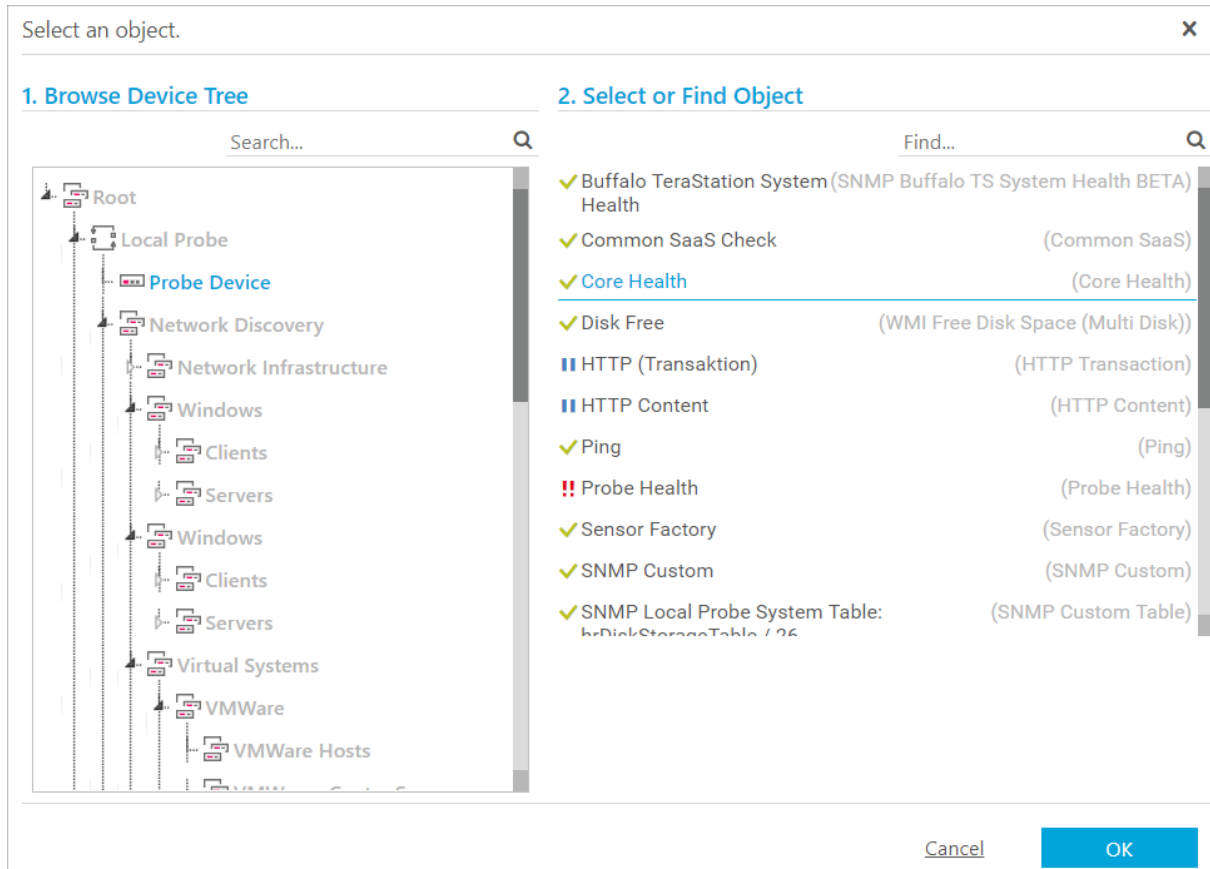 Select an object.
1. Browse Device Tree
Search...
Root
Local Probe
Probe Device
Network Discovery
Network Infrastructure
Windows
Clients
Servers
Windows
Clients
Servers
Virtual Systems
VMWare
VMWare Hosts
2. Select or Find Object
Find...
Buffalo TeraStation System (SNMP Buffalo TS System Health BETA)
Health
Common SaaS Check (Common SaaS)
Core Health (Core Health)
Disk Free (WMI Free Disk Space (Multi Disk))
HTTP (Transaktion) (HTTP Transaction)
HTTP Content (HTTP Content)
Ping (Ping)
Probe Health (Probe Health)
Sensor Factory (Sensor Factory)
SNMP Custom (SNMP Custom)
SNMP Local Probe System Table: (SNMP Custom Table)
hrDiskStorageTable / 26
Cancel
OK